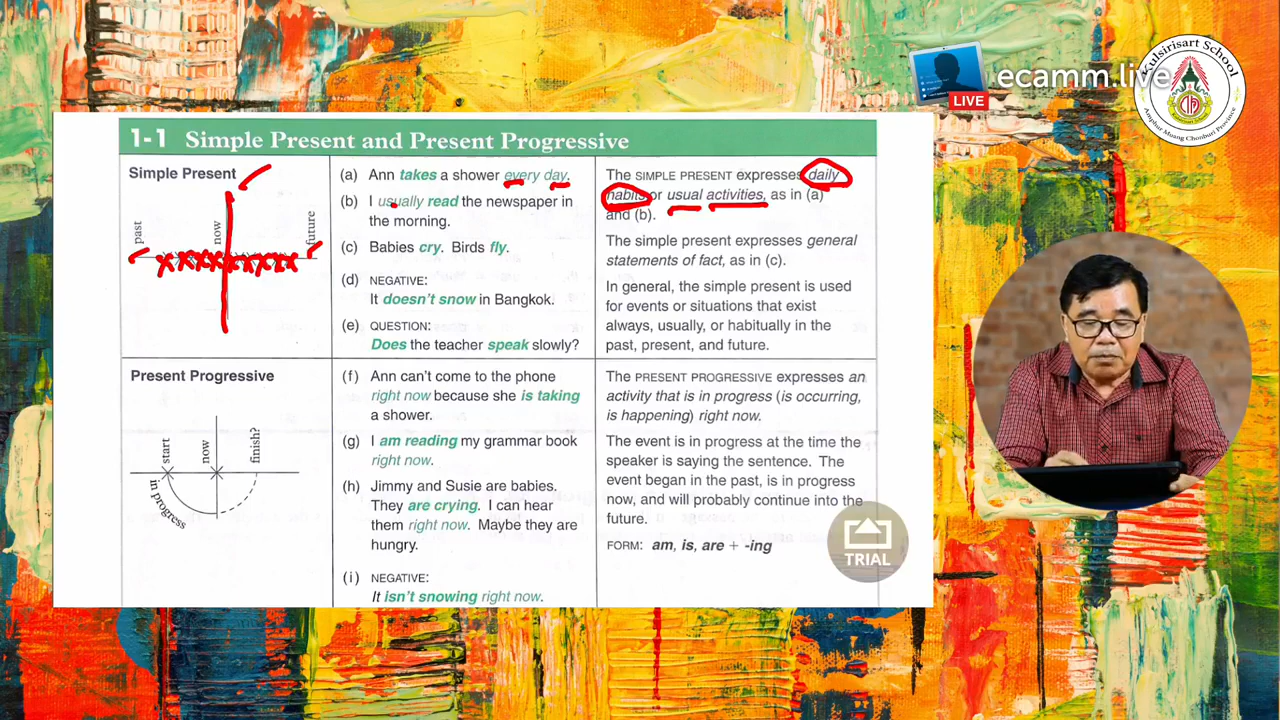 ecamm.live
LIVE
Kulsirisart School
Amphur Muang Chonburi Province
1-1 Simple Present and Present Progressive
Simple Present
past
now
future
(a) Ann takes a shower every day.
(b) I usually read the newspaper in
the morning.
(c) Babies cry. Birds fly.
(d) NEGATIVE:
It doesn't snow in Bangkok.
(e) QUESTION:
Does the teacher speak slowly?
The SIMPLE PRESENT expresses daily
habits or usual activities, as in (a)
and (b).
The simple present expresses general
statements of fact, as in (c).
In general, the simple present is used
for events or situations that exist
always, usually, or habitually in the
past, present, and future.
Present Progressive
start
now
finish?
in progress
(f) Ann can't come to the phone
right now because she is taking
a shower.
(g) I am reading my grammar book
right now.
(h) Jimmy and Susie are babies.
They are crying. I can hear
them right now. Maybe they are
hungry.
(i) NEGATIVE:
It isn't snowing right now.
The PRESENT PROGRESSIVE expresses an
activity that is in progress (is occurring,
is happening) right now.
The event is in progress at the time the
speaker is saying the sentence. The
event began in the past, is in progress
now, and will probably continue into the
future.
FORM: am, is, are + -ing
TRIAL